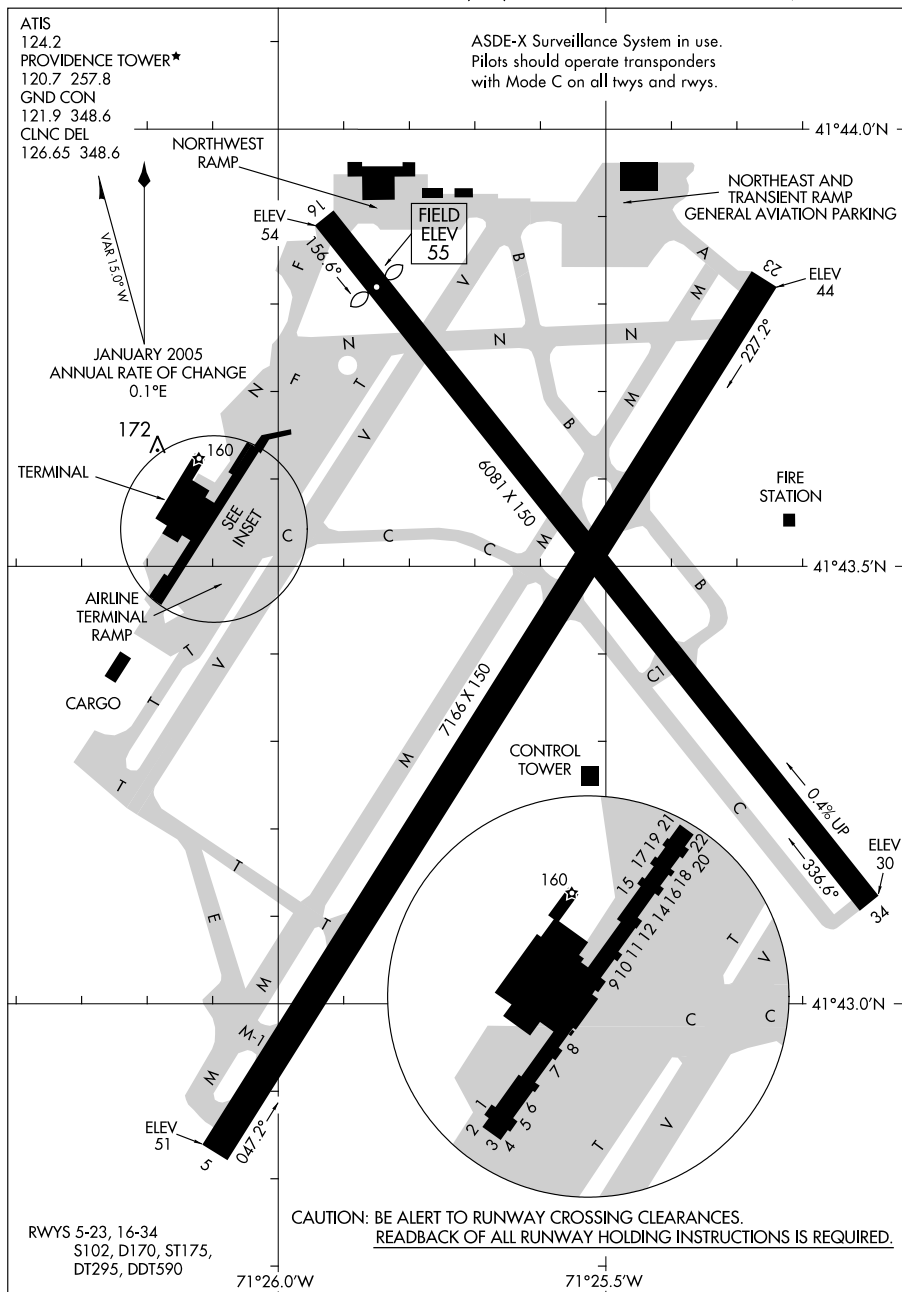 ATIS
124.2
PROVIDENCE TOWER★
120.7 257.8
GND CON
121.9 348.6
CLNC DEL
126.65 348.6
ASDE-X Surveillance System in use.
Pilots should operate transponders
with Mode C on all twys and rwys.
41°44.0'N
NORTHWEST
RAMP
NORTHEAST AND
TRANSIENT RAMP
GENERAL AVIATION PARKING
VAR 15.0° W
ELEV
54
16
156.6°
FIELD
ELEV
55
F
V
B
A
M
23
ELEV
44
227.2°
JANUARY 2005
ANNUAL RATE OF CHANGE
0.1°E
N
N
N
N
F
T
V
B
M
172
160
TERMINAL
SEE
INSET
6081 X 150
FIRE
STATION
C
C
C
M
B
41°43.5'N
AIRLINE
TERMINAL
RAMP
T
V
T
CARGO
C1
7166 X 150
M
CONTROL
TOWER
C
0.4% UP
336.6°
ELEV
30
34
T
T
E
T
M
M-1
M
41°43.0'N
160
15
17
19
21
22
20
18
16
14
12
11
10
9
8
7
6
5
4
3
2
1
T
V
C
C
T
V
ELEV
51
5
047.2°
CAUTION: BE ALERT TO RUNWAY CROSSING CLEARANCES.
READBACK OF ALL RUNWAY HOLDING INSTRUCTIONS IS REQUIRED.
RWYS 5-23, 16-34
S102, D170, ST175,
DT295, DDT590
71°26.0'W
71°25.5'W